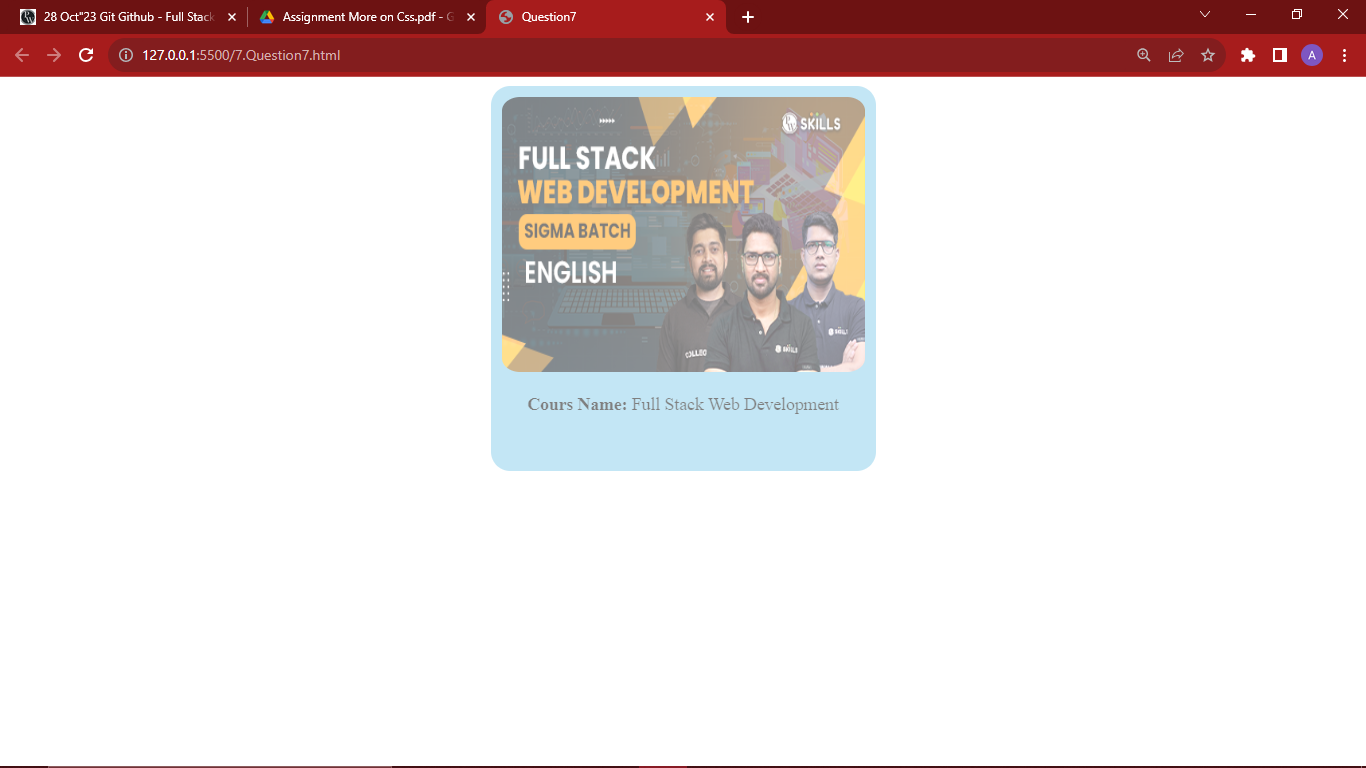 28 Oct"23 Git Github - Full Stack
Assignment More on Css.pdf - G
Question7
127.0.0.1:5500/7.Question7.html
A
SKILLS
FULL STACK
WEB DEVELOPMENT
SIGMA BATCH
ENGLISH
COLLEG
SKILLS
SKILLS
Cours Name: Full Stack Web Development